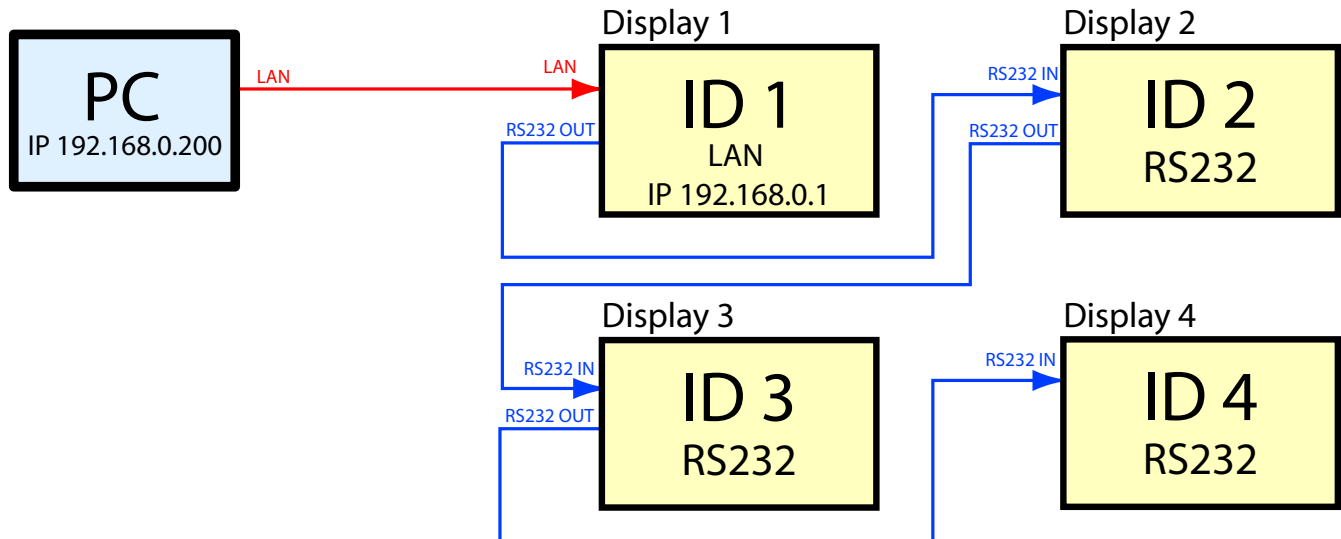 PC
IP 192.168.0.200
LAN
LAN
RS232 OUT
Display 1
ID 1
LAN
IP 192.168.0.1
RS232 IN
RS232 OUT
Display 2
ID 2
RS232
RS232 IN
RS232 OUT
Display 3
ID 3
RS232
RS232 IN
Display 4
ID 4
RS232